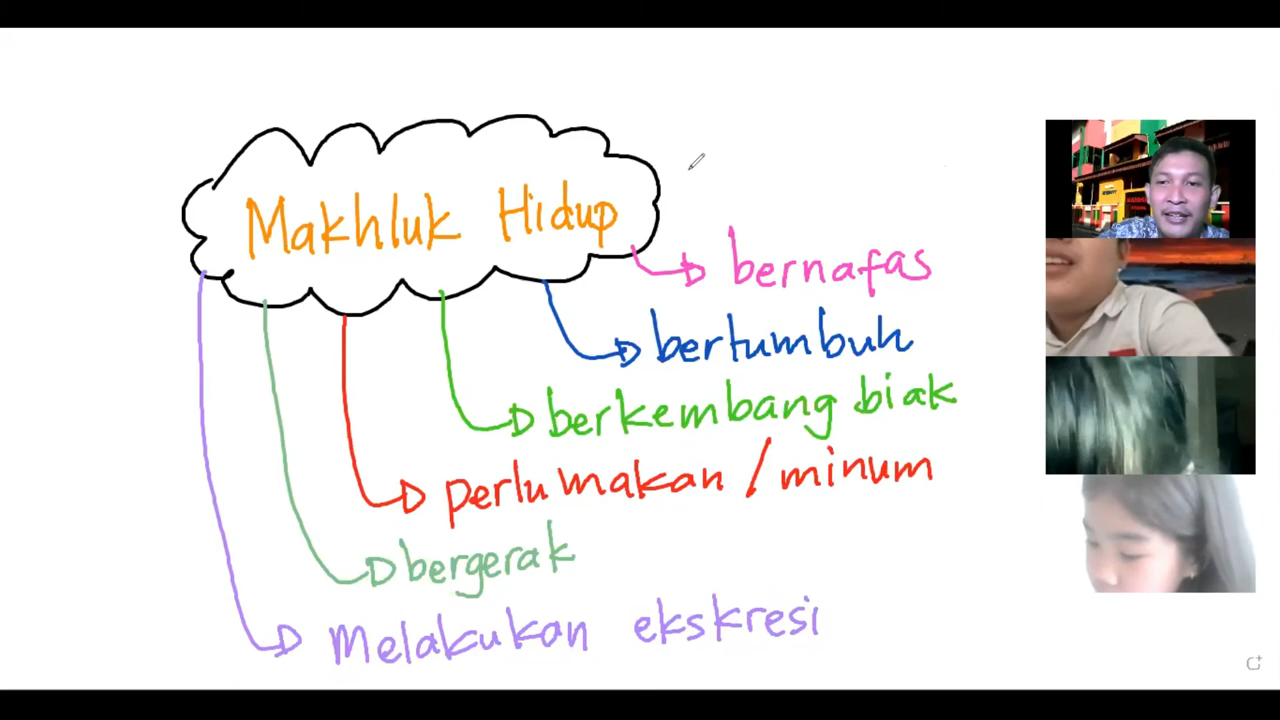 Makhluk Hidup
bernafas
bertumbuh
berkembang biak
perlu makan / minum
bergerak
Melakukan ekskresi